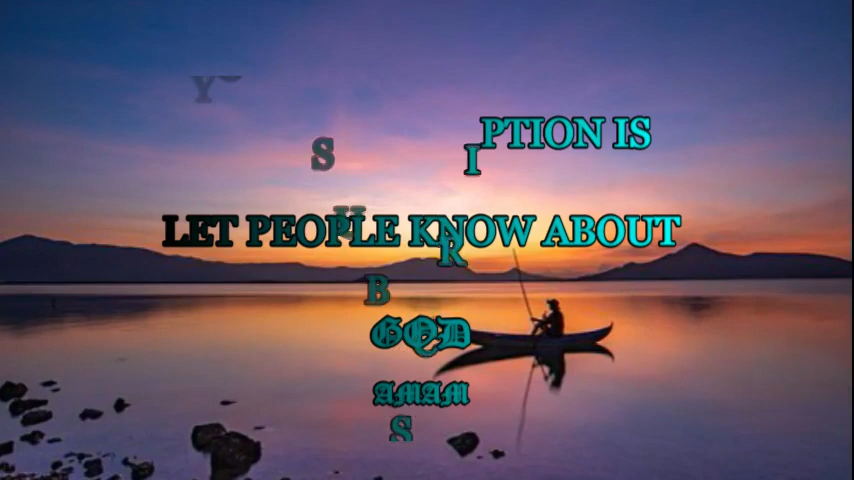 Y
PTION IS
S
I
LET PEOPLE KNOW ABOUT
R
B
GOD
AMAM
S